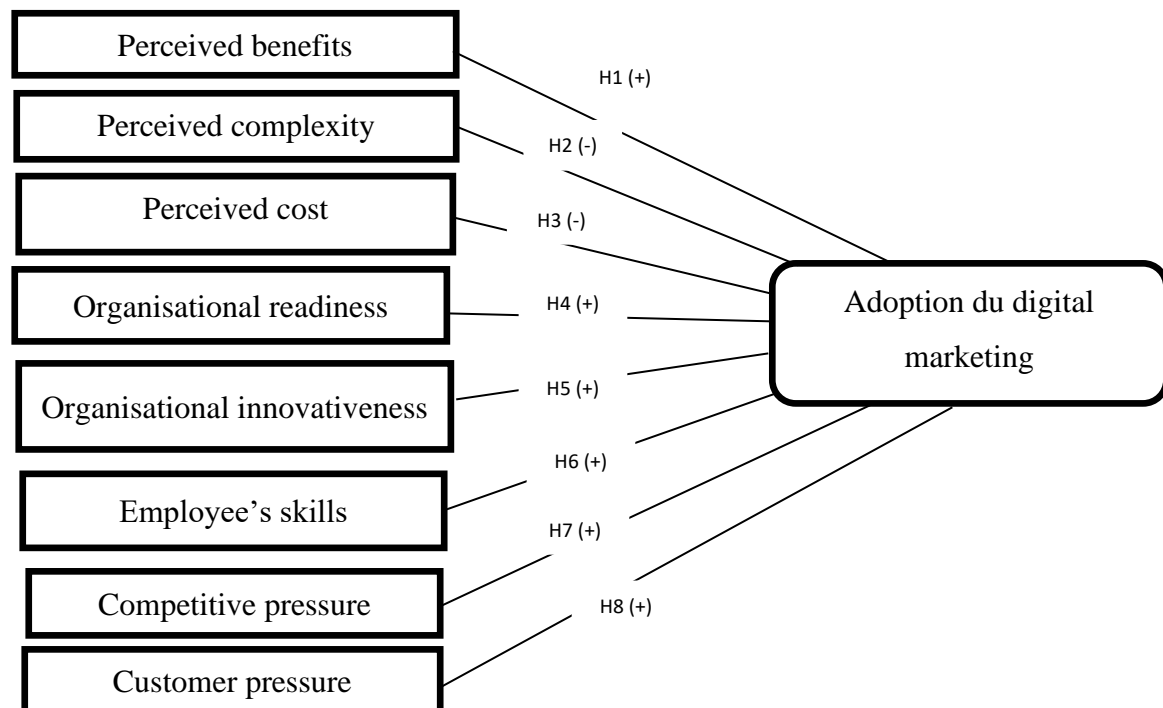 Perceived benefits
H1 (+)
Perceived complexity
H2 (-)
Perceived cost
H3 (-)
Organisational readiness
H4 (+)
Adoption du digital
marketing
Organisational innovativeness
H5 (+)
H6 (+)
Employee’s skills
H7 (+)
Competitive pressure
H8 (+)
Customer pressure